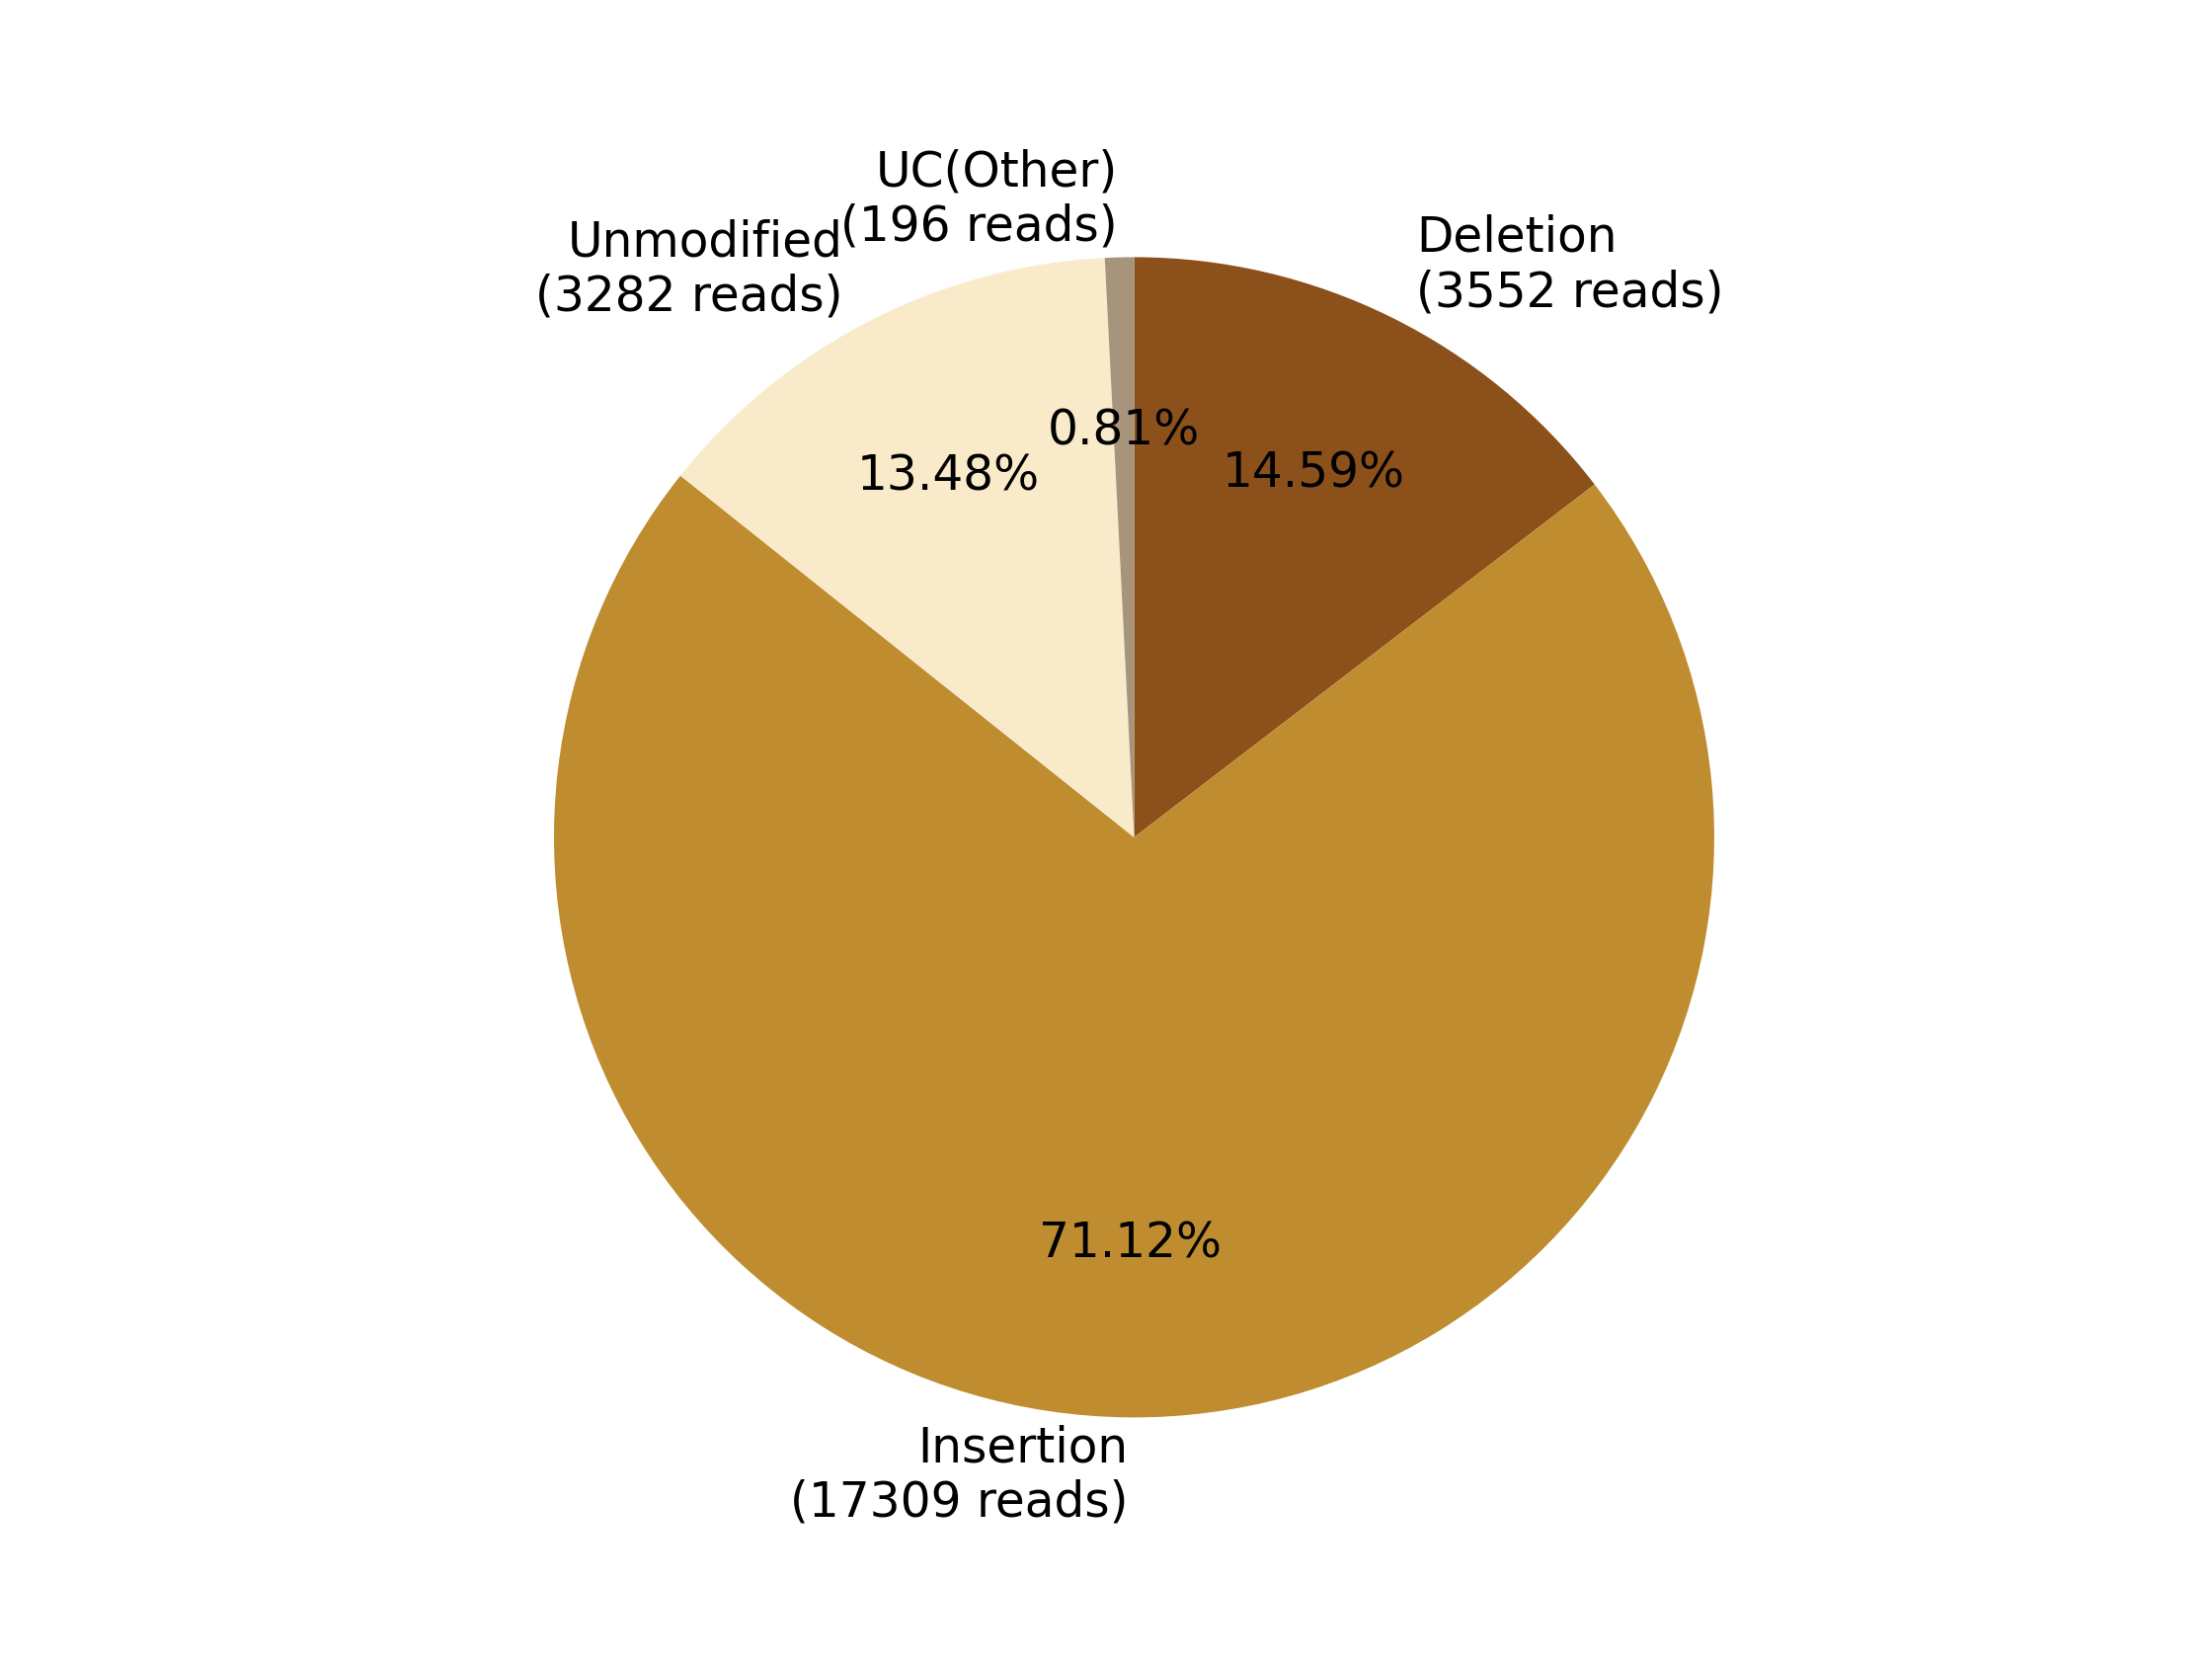 UC(Other)
(196 reads)
Unmodified
(3282 reads)
Deletion
(3552 reads)
0.81%
13.48%
14.59%
71.12%
Insertion
(17309 reads)